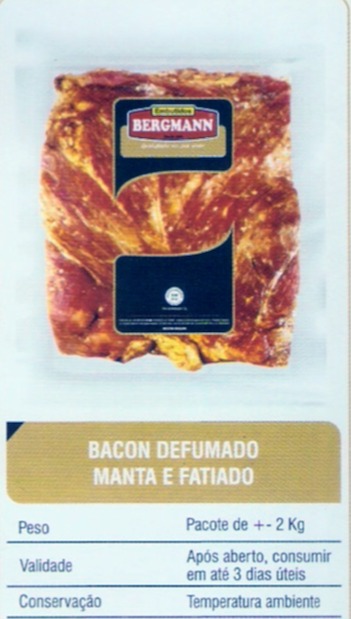 Embutidos
BERGMANN
BACON DEFUMADO
MANTA E FATIADO
Peso
Pacote de +- 2 Kg
Validade
Após aberto, consumir
em até 3 dias úteis
Conservação
Temperatura ambiente